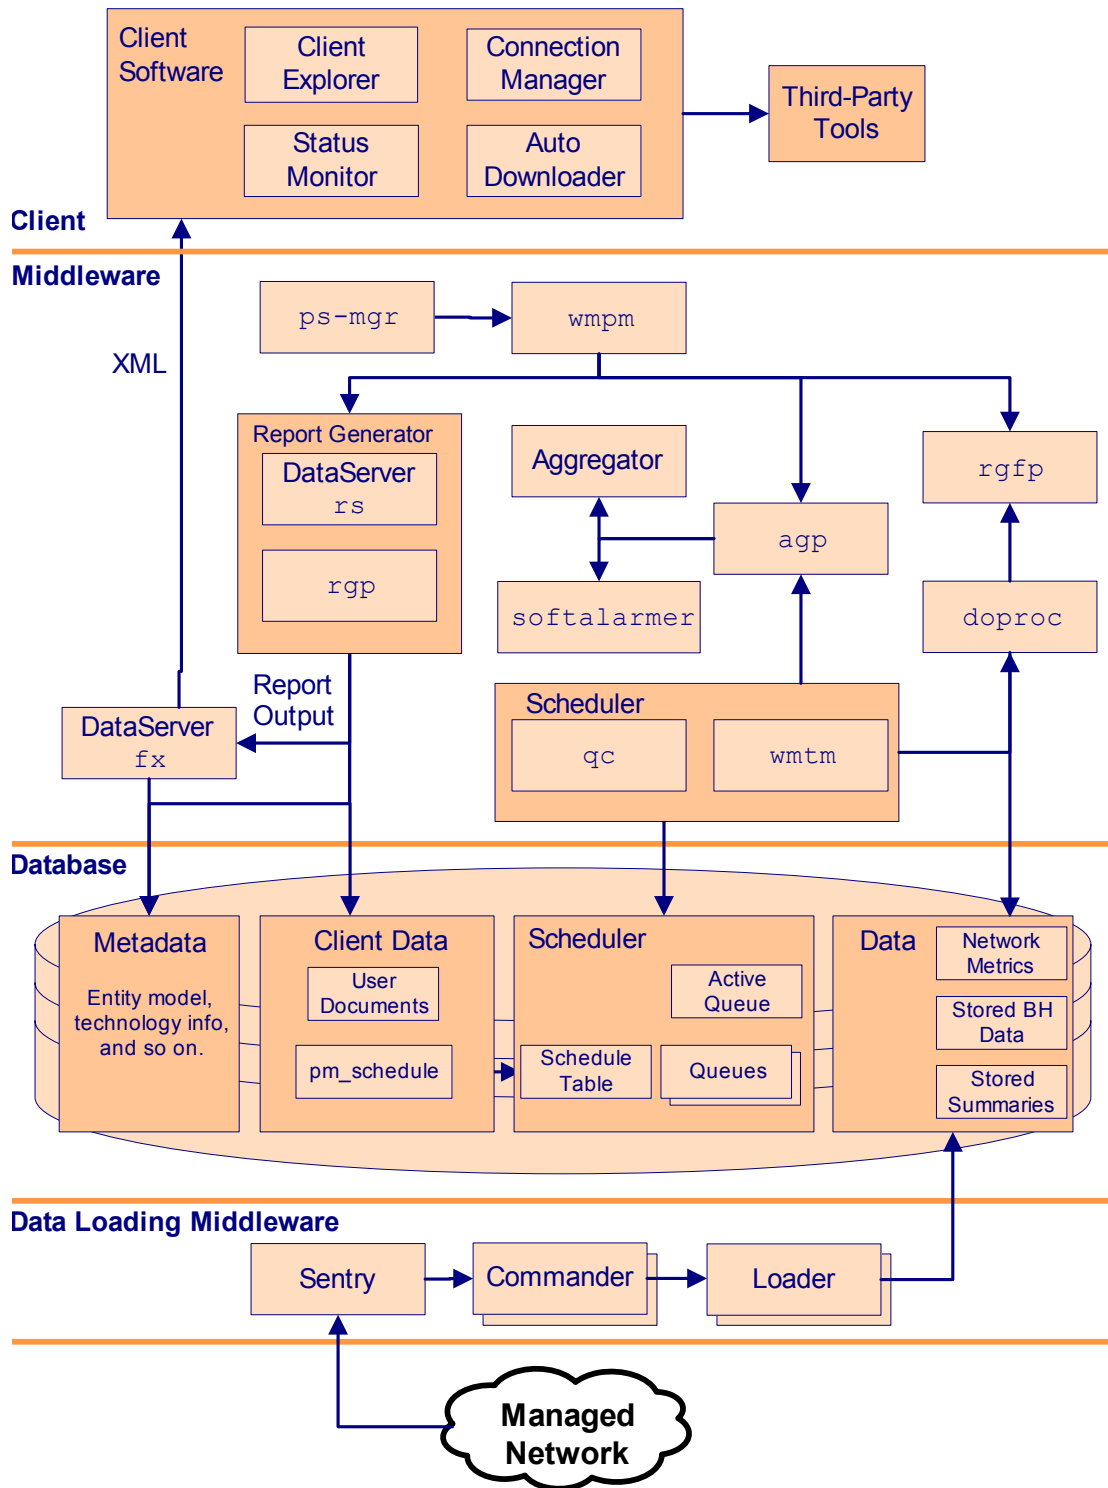 Client
Software
Client
Explorer
Connection
Manager
Status
Monitor
Auto
Downloader
Third-Party
Tools
Client
Middleware
ps-mgr
wmpm
XML
Report Generator
DataServer
rs
rgp
Aggregator
agp
rgfp
softalarmer
doproc
Report
Output
DataServer
fx
Scheduler
qc
wmtm
Database
Metadata
Entity model,
technology info,
and so on.
Client Data
User
Documents
pm_schedule
Scheduler
Active
Queue
Schedule
Table
Queues
Data
Network
Metrics
Stored BH
Data
Stored
Summaries
Data Loading Middleware
Sentry
Commander
Loader
Managed
Network